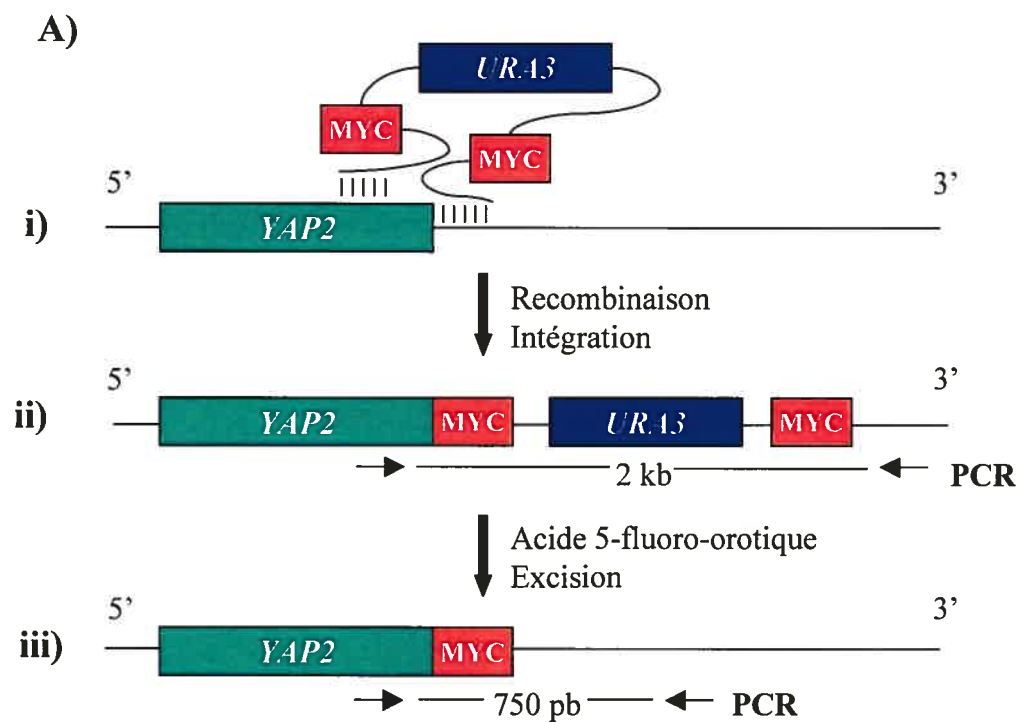 A)
URA3
MYC
MYC
5’ 3’
i) YAP2
Recombinaison
Intégration
5’ 3’
ii) YAP2 MYC URA3 MYC
2 kb PCR
Acide 5-fluoro-orotique
Excision
5’ 3’
iii) YAP2 MYC
750 pb PCR